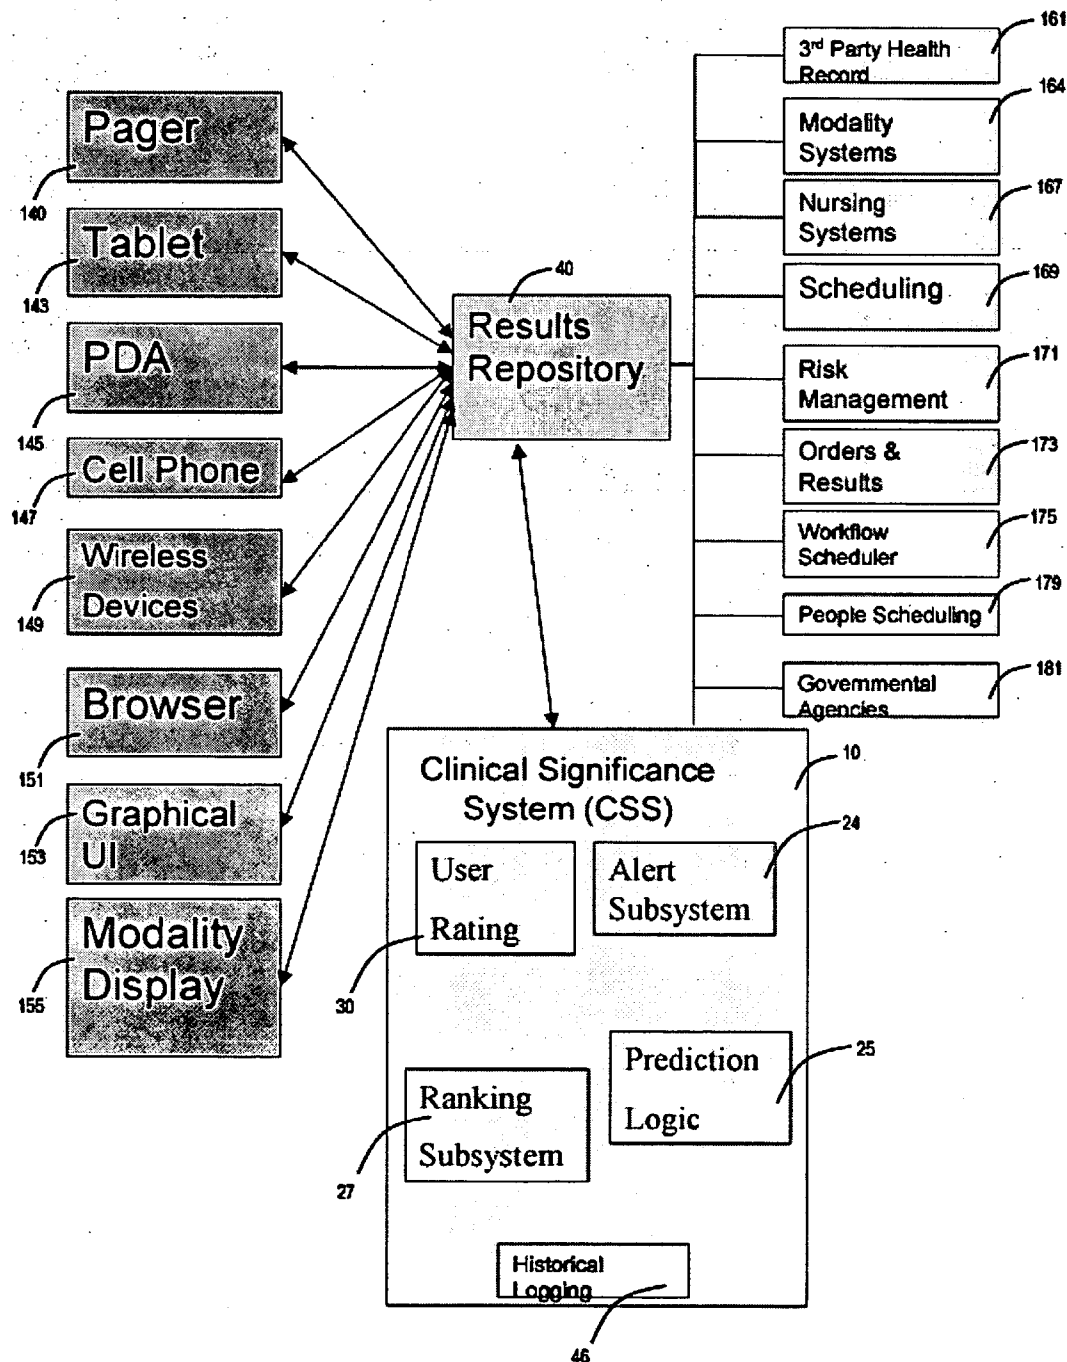 Pager
140
Tablet
143
PDA
145
Cell Phone
147
Wireless
Devices
149
Browser
151
Graphical
UI
153
Modality
Display
155
40
Results
Repository
161
3rd Party Health
Record
164
Modality
Systems
167
Nursing
Systems
169
Scheduling
171
Risk
Management
173
Orders &
Results
175
Workflow
Scheduler
179
People Scheduling
181
Governmental
Agencies
10
Clinical Significance
System (CSS)
24
User
Rating
30
Alert
Subsystem
25
Prediction
Logic
Ranking
Subsystem
27
Historical
Logging
46